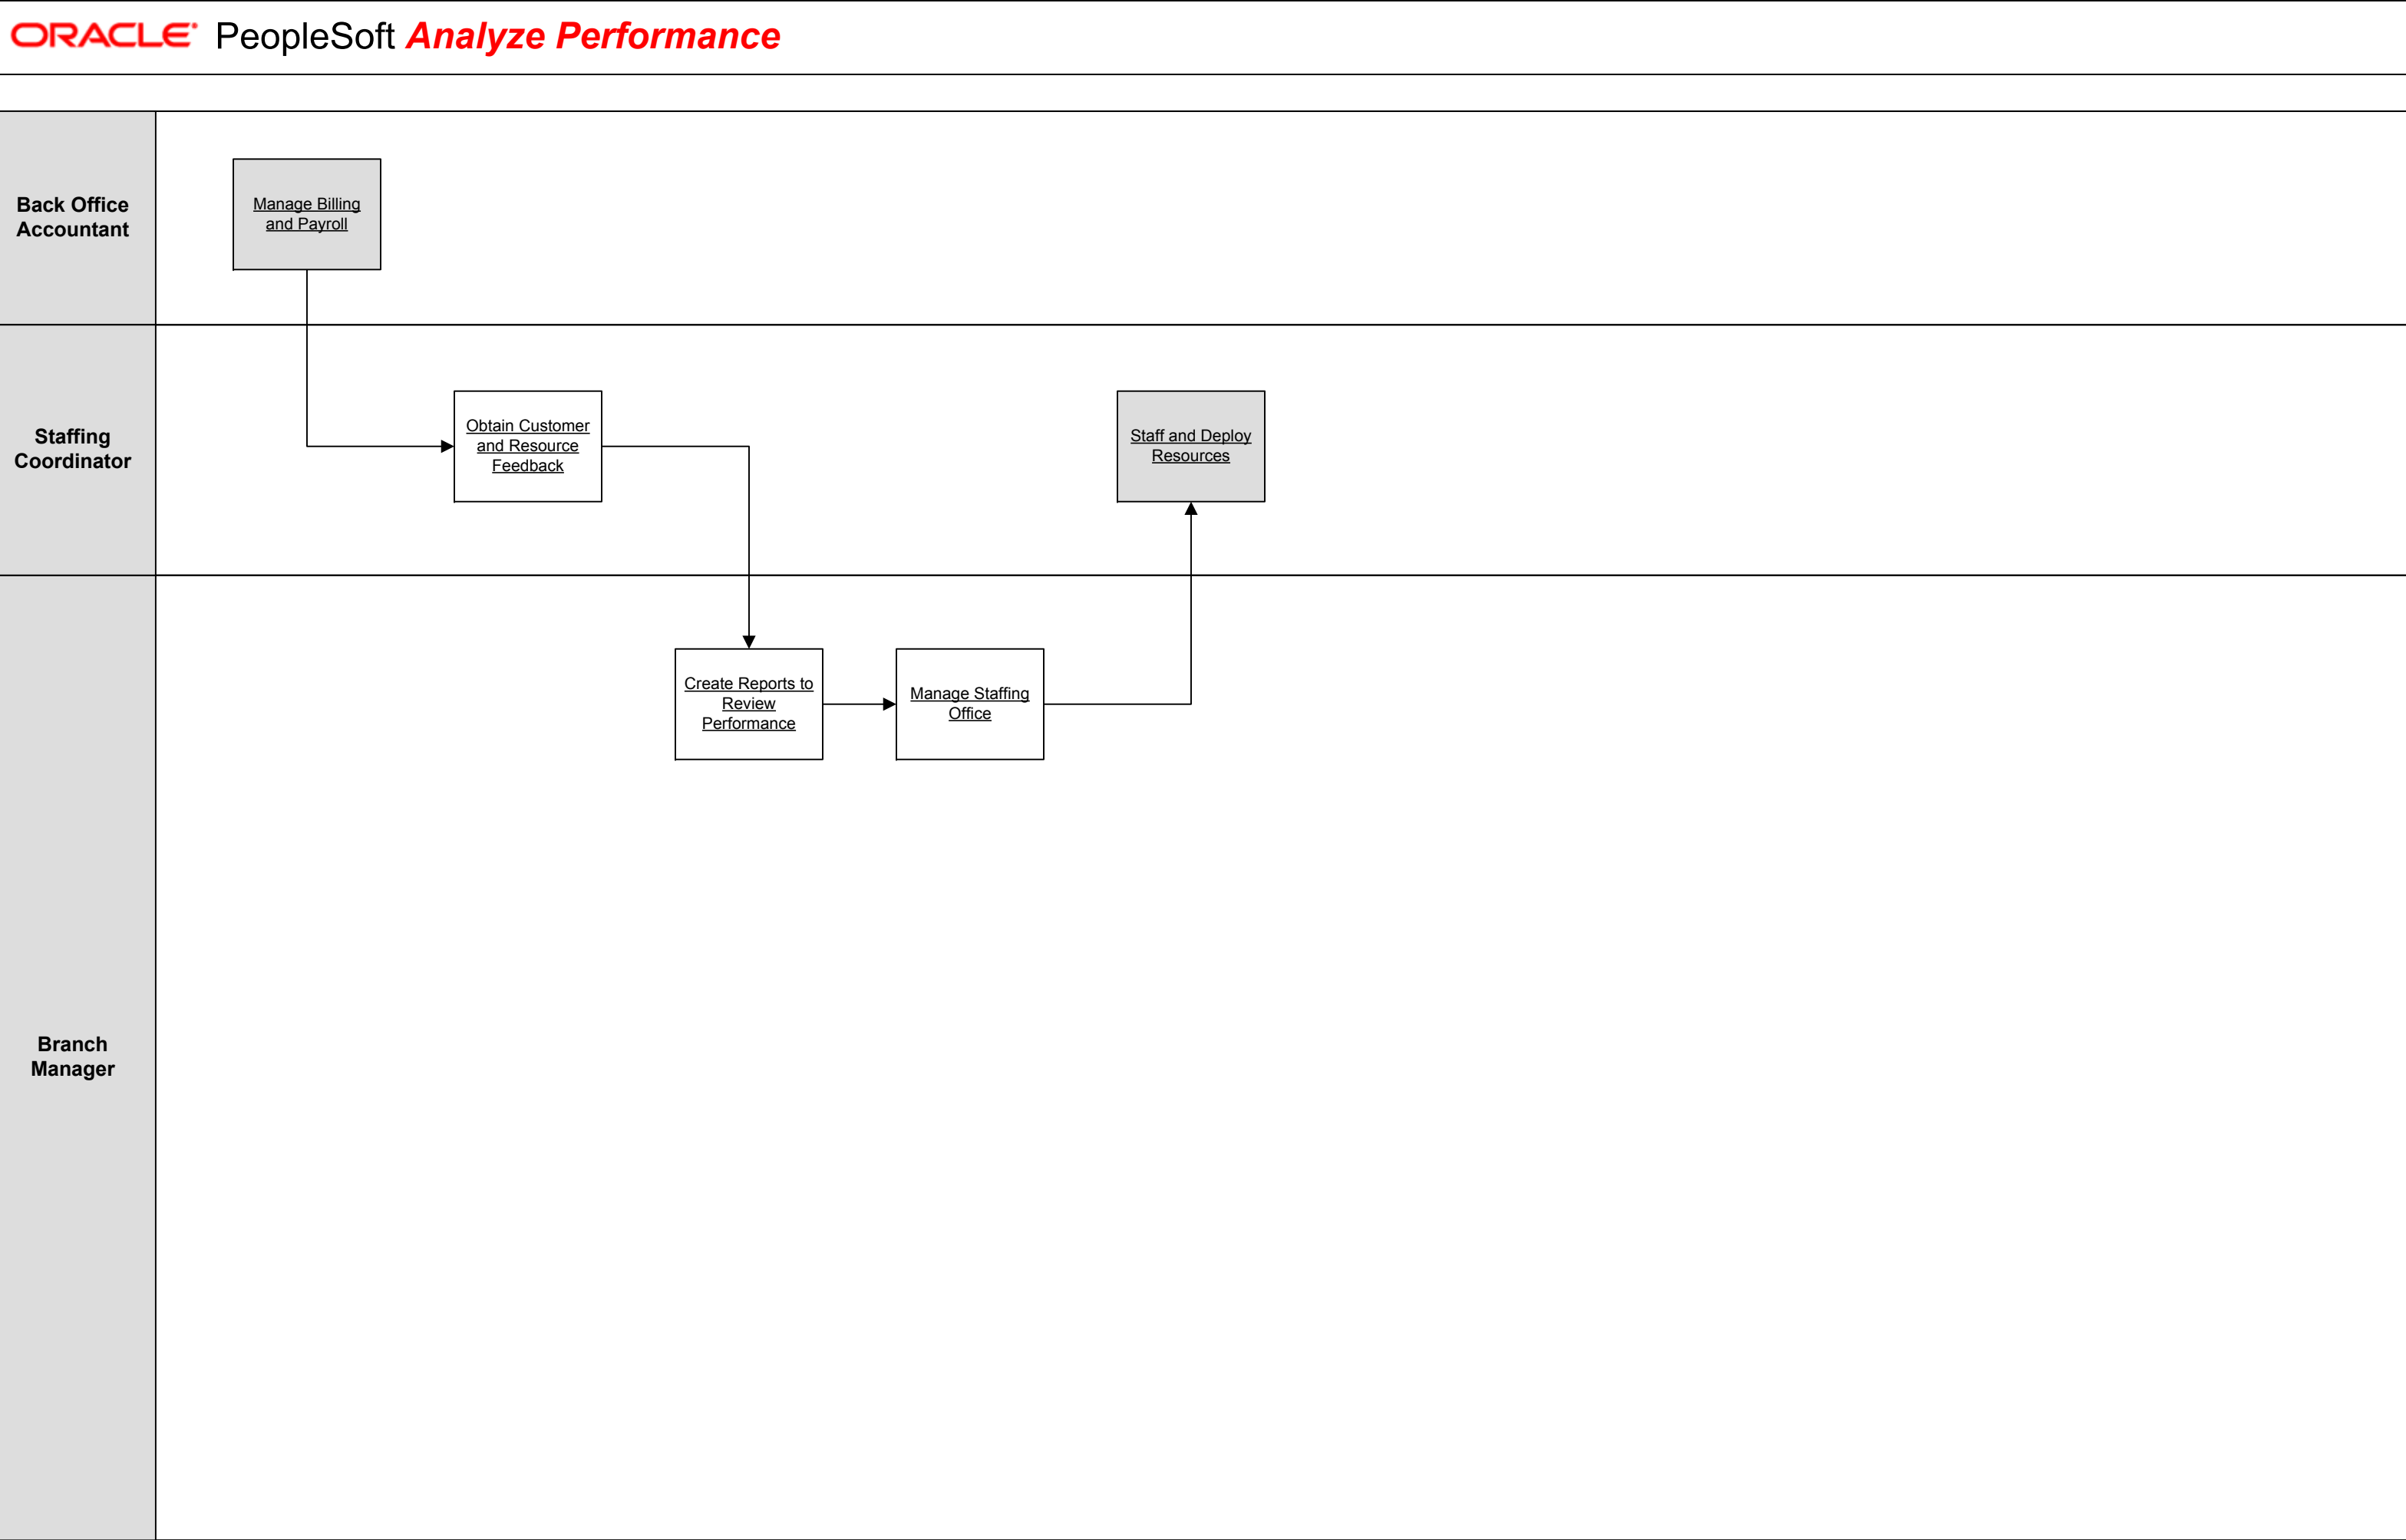 ORACLE® PeopleSoft Analyze Performance
Back Office
Accountant
Manage Billing
and Payroll
Staffing
Coordinator
Obtain Customer
and Resource
Feedback
Staff and Deploy
Resources
Branch
Manager
Create Reports to
Review
Performance
Manage Staffing
Office